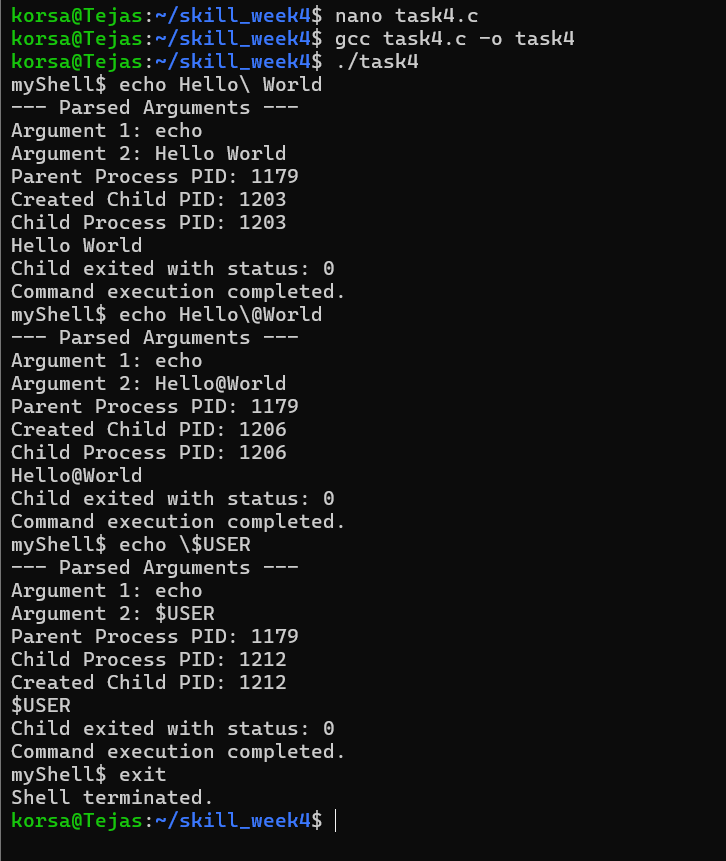 korsa@Tejas:~/skill_week4$ nano task4.c
korsa@Tejas:~/skill_week4$ gcc task4.c -o task4
korsa@Tejas:~/skill_week4$ ./task4
myShell$ echo Hello\ World
--- Parsed Arguments ---
Argument 1: echo
Argument 2: Hello World
Parent Process PID: 1179
Created Child PID: 1203
Child Process PID: 1203
Hello World
Child exited with status: 0
Command execution completed.
myShell$ echo Hello\@World
--- Parsed Arguments ---
Argument 1: echo
Argument 2: Hello@World
Parent Process PID: 1179
Created Child PID: 1206
Child Process PID: 1206
Hello@World
Child exited with status: 0
Command execution completed.
myShell$ echo \$USER
--- Parsed Arguments ---
Argument 1: echo
Argument 2: $USER
Parent Process PID: 1179
Child Process PID: 1212
Created Child PID: 1212
$USER
Child exited with status: 0
Command execution completed.
myShell$ exit
Shell terminated.
korsa@Tejas:~/skill_week4$